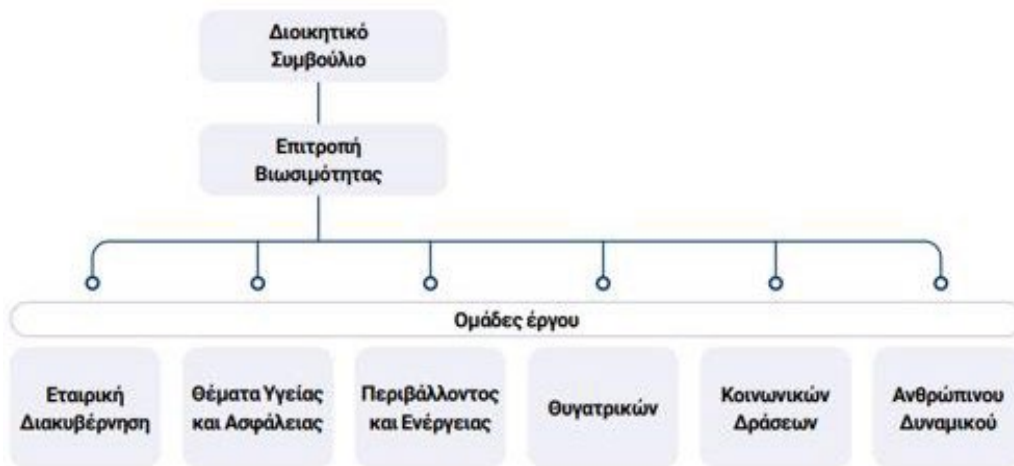 Διοικητικό
Συμβούλιο
Επιτροπή
Βιωσιμότητας
Ομάδες έργου
Εταιρική
Διακυβέρνηση
Θέματα Υγείας
και Ασφάλειας
Περιβάλλοντος
και Ενέργειας
Θυγατρικών
Κοινωνικών
Δράσεων
Ανθρώπινου
Δυναμικού